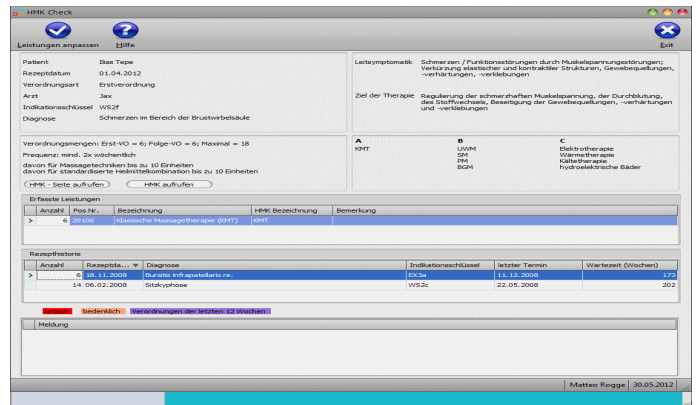 HMK Check
Leistungen anpassen Hilfe Exit
Patient Ilias Tepe
Rezeptdatum 01.04.2012
Verordnungsart Erstverordnung
Arzt Jax
Indikationsschlüssel WS2f
Diagnose Schmerzen im Bereich der Brustwirbelsäule
Leitsymptomatik Schmerzen / Funktionsstörungen durch Muskelspannungsstörungen;
Verkürzung elastischer und kontraktiler Strukturen, Gewebequellungen,
-verhärtungen, -verklebungen
Ziel der Therapie Regulierung der schmerzhaften Muskelspannung, der Durchblutung,
des Stoffwechsels, Beseitigung der Gewebequellungen, -verhärtungen
und -verklebungen
Verordnungsmengen: Erst-VO = 6; Folge-VO = 6; Maximal = 18
Frequenz: mind. 2x wöchentlich
davon für Massagetechniken bis zu 10 Einheiten
davon für standardisierte Heilmittelkombination bis zu 10 Einheiten
HMK - Seite aufrufen HMK aufrufen
A B C
KMT UWM Elektrotherapie
SM Wärmetherapie
PM Kältetherapie
BGM hydroelektrische Bäder
Erfasste Leistungen
Anzahl Pos Nr. Bezeichnung HMK Bezeichnung Bemerkung
> 6 20106 Klassische Massagetherapie (KMT) KMT
Rezepthistorie
Anzahl Rezeptda... Diagnose Indikationsschlüssel letzter Termin Wartezeit (Wochen)
> 6 18.11.2008 Bursitis infrapatellaris re. EX3a 11.12.2008 173
14 06.02.2008 Sitzkyphose WS2c 22.05.2008 202
kritisch bedenklich Verordnungen der letzten 12 Wochen
Meldung
Matteo Rogge 30.05.2012